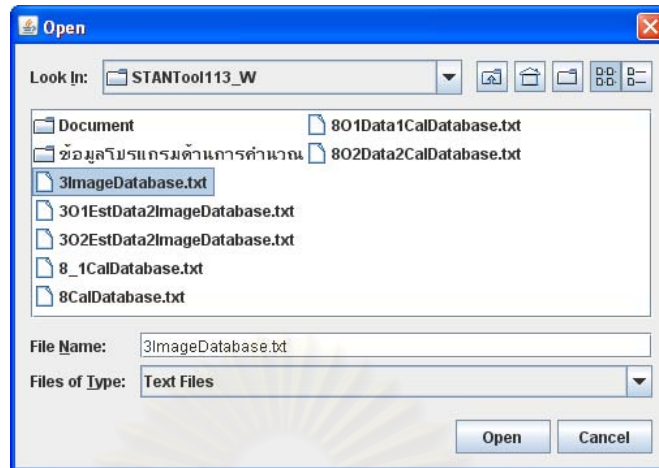 Open
Look In: STANTool113_W
Document
ข้อมูลโปรแกรมด้านการคำนวณ
3ImageDatabase.txt
3O1EstData2ImageDatabase.txt
3O2EstData2ImageDatabase.txt
8_1CalDatabase.txt
8CalDatabase.txt
8O1Data1CalDatabase.txt
8O2Data2CalDatabase.txt
File Name: 3ImageDatabase.txt
Files of Type: Text Files
Open Cancel